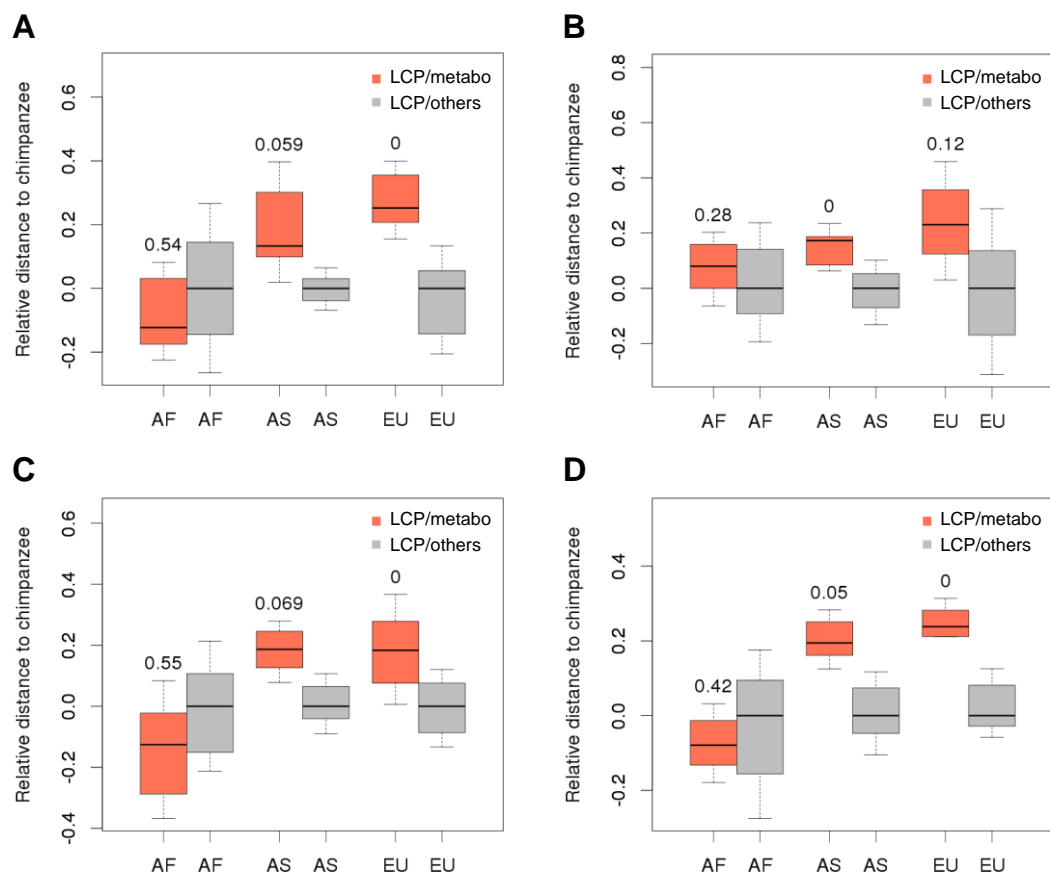 A
Relative distance to chimpanzee
0.6
0.4
0.2
0.0
-0.2
LCP/metabo
LCP/others
0.54
0.059
0
AF AF AS AS EU EU
B
Relative distance to chimpanzee
0.8
0.6
0.4
0.2
0.0
-0.2
LCP/metabo
LCP/others
0.28
0
0.12
AF AF AS AS EU EU
C
Relative distance to chimpanzee
0.6
0.4
0.2
0.0
-0.2
-0.4
LCP/metabo
LCP/others
0.55
0.069
0
AF AF AS AS EU EU
D
Relative distance to chimpanzee
0.4
0.2
0.0
-0.2
LCP/metabo
LCP/others
0.42
0.05
0
AF AF AS AS EU EU